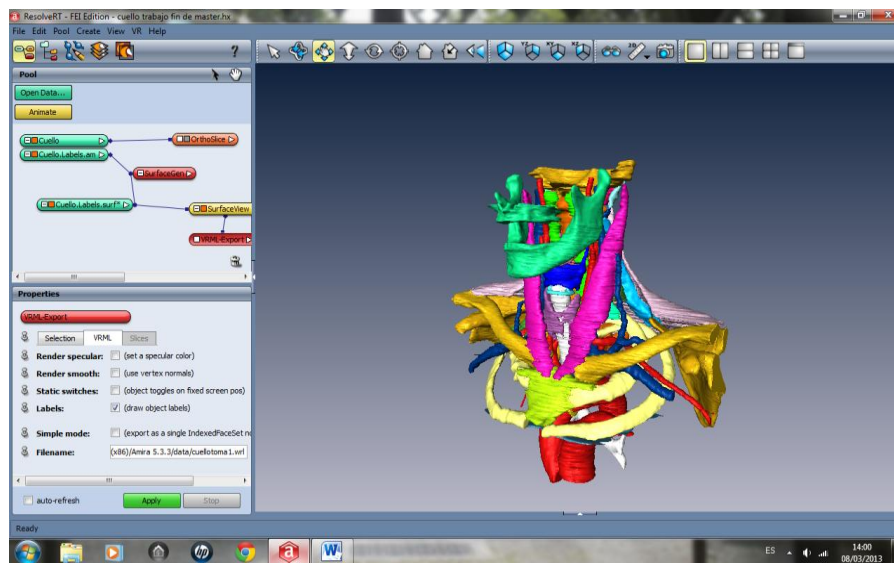 ResolveRT - FEI Edition - cuello trabajo fin de master.hx
File Edit Pool Create View VR Help
?
Pool
Open Data...
Animate
Cuello
OrthoSlice
Cuello.Labels.am
SurfaceGen
Cuello.Labels.surf*
SurfaceView
VRML-Export
Properties
VRML-Export
Selection VRML Slices
Render specular: (set a specular color)
Render smooth: (use vertex normals)
Static switches: (object toggles on fixed screen pos)
Labels: (draw object labels)
Simple mode: (export as a single IndexedFaceSet no
Filename: (x86)/Amira 5.3.3/data/cuellotoma1.wrl
auto-refresh Apply Stop
Ready
ES 14:00
08/03/2013